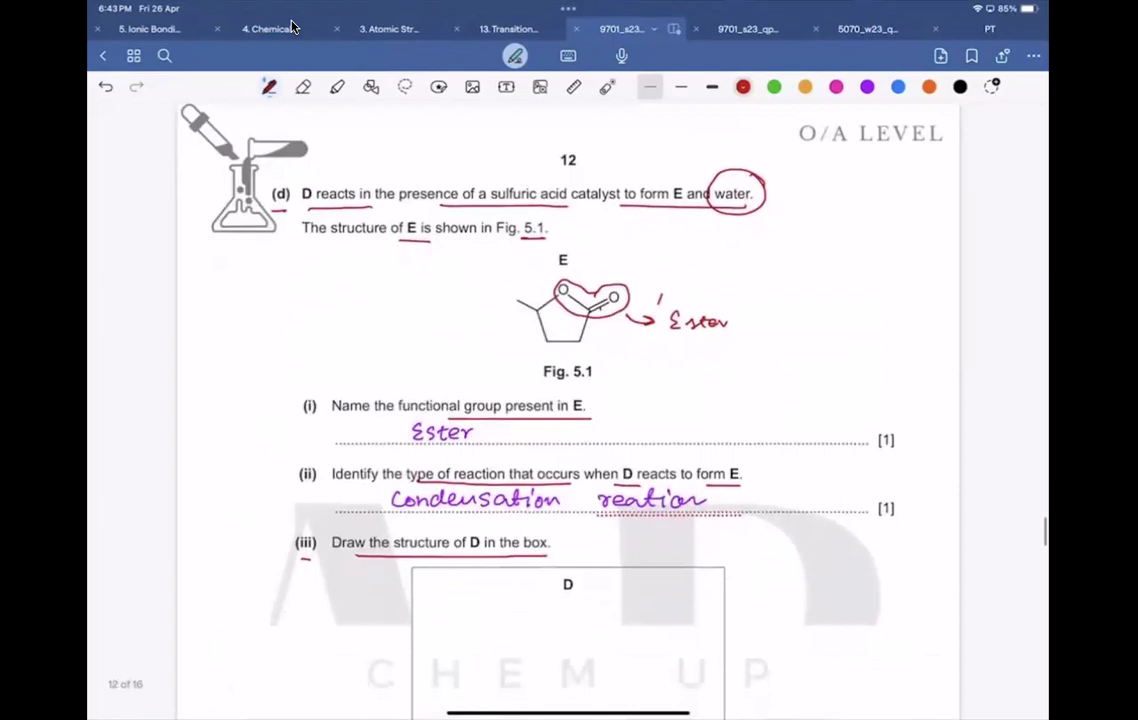 6:43 PM Fri 26 Apr
85%
5. Ionic Bondi...
4. Chemical
3. Atomic Str...
13. Transition...
9701_s23...
9701_s23_qp...
5070_w23_q...
PT
O/A LEVEL
12
(d) D reacts in the presence of a sulfuric acid catalyst to form E and water.
The structure of E is shown in Fig. 5.1.
E
O
O
Ester
Fig. 5.1
(i) Name the functional group present in E.
Ester
[1]
(ii) Identify the type of reaction that occurs when D reacts to form E.
Condensation reation
[1]
(iii) Draw the structure of D in the box.
D
A D
CHEM UP
12 of 16